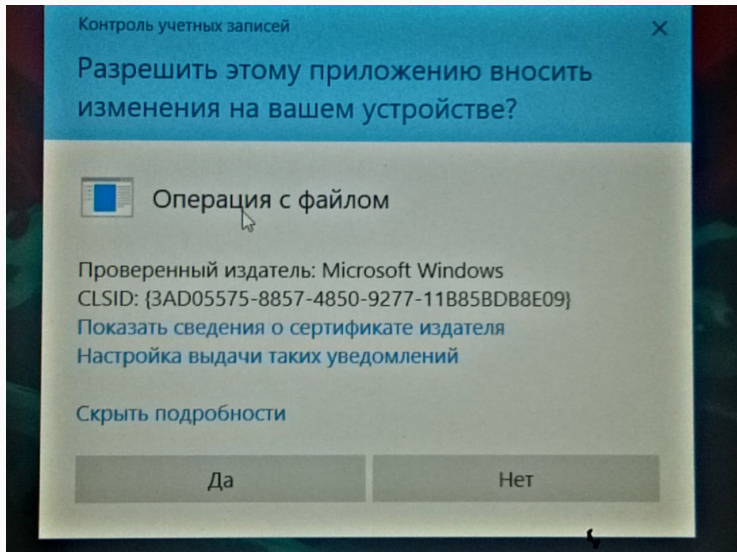 Контроль учетных записей
Разрешить этому приложению вносить
изменения на вашем устройстве?
Операция с файлом
Проверенный издатель: Microsoft Windows
CLSID: {3AD05575-8857-4850-9277-11B85BDB8E09}
Показать сведения о сертификате издателя
Настройка выдачи таких уведомлений
Скрыть подробности
Да
Нет